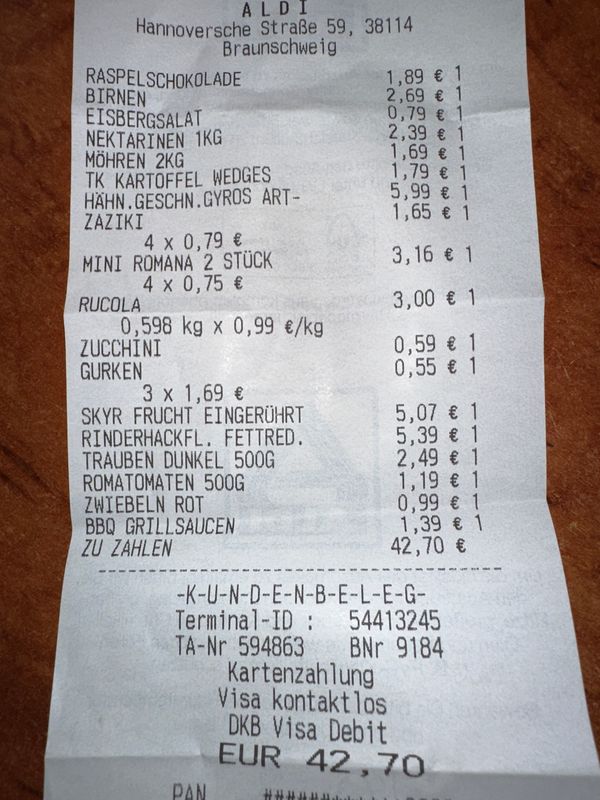 ALDI
Hannoversche Straße 59, 38114
Braunschweig
RASPELSCHOKOLADE 1,89 € 1
BIRNEN 2,69 € 1
EISBERGSALAT 0,79 € 1
NEKTARINEN 1KG 2,39 € 1
MÖHREN 2KG 1,69 € 1
TK KARTOFFEL WEDGES 1,79 € 1
HÄHN.GESCHN.GYROS ART- 5,99 € 1
ZAZIKI 1,65 € 1
4 x 0,79 €
MINI ROMANA 2 STÜCK 3,16 € 1
4 x 0,75 €
RUCOLA 3,00 € 1
0,598 kg x 0,99 €/kg
ZUCCHINI 0,59 € 1
GURKEN 0,55 € 1
3 x 1,69 €
SKYR FRUCHT EINGERÜHRT 5,07 € 1
RINDERHACKFL. FETTRED. 5,39 € 1
TRAUBEN DUNKEL 500G 2,49 € 1
ROMATOMATEN 500G 1,19 € 1
ZWIEBELN ROT 0,99 € 1
BBQ GRILLSAUCEN 1,39 € 1
ZU ZAHLEN 42,70 €
-K-U-N-D-E-N-B-E-L-E-G-
Terminal-ID : 54413245
TA-Nr 594863 BNr 9184
Kartenzahlung
Visa kontaktlos
DKB Visa Debit
EUR 42,70
PAN